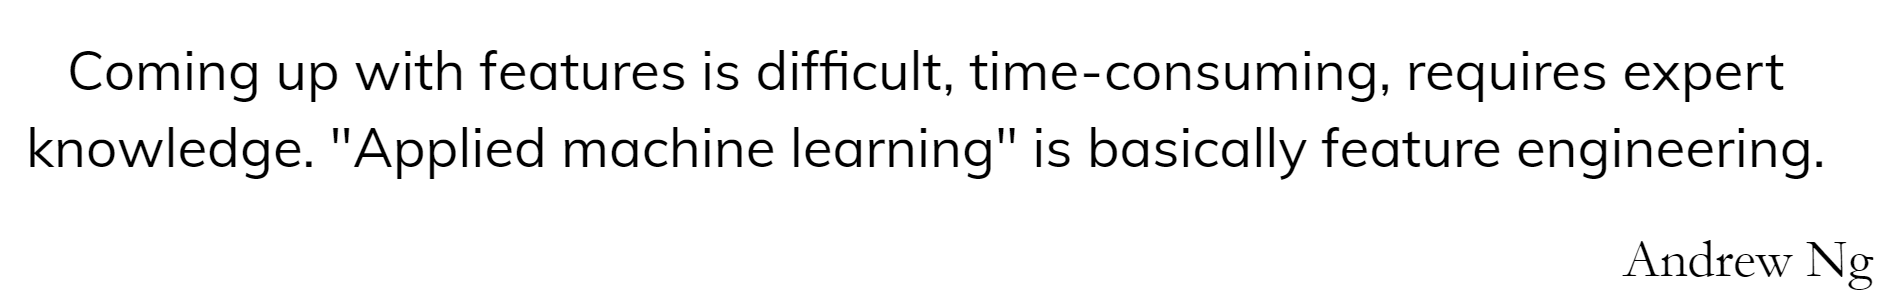 Coming up with features is difficult, time-consuming, requires expert
knowledge. "Applied machine learning" is basically feature engineering.
Andrew Ng